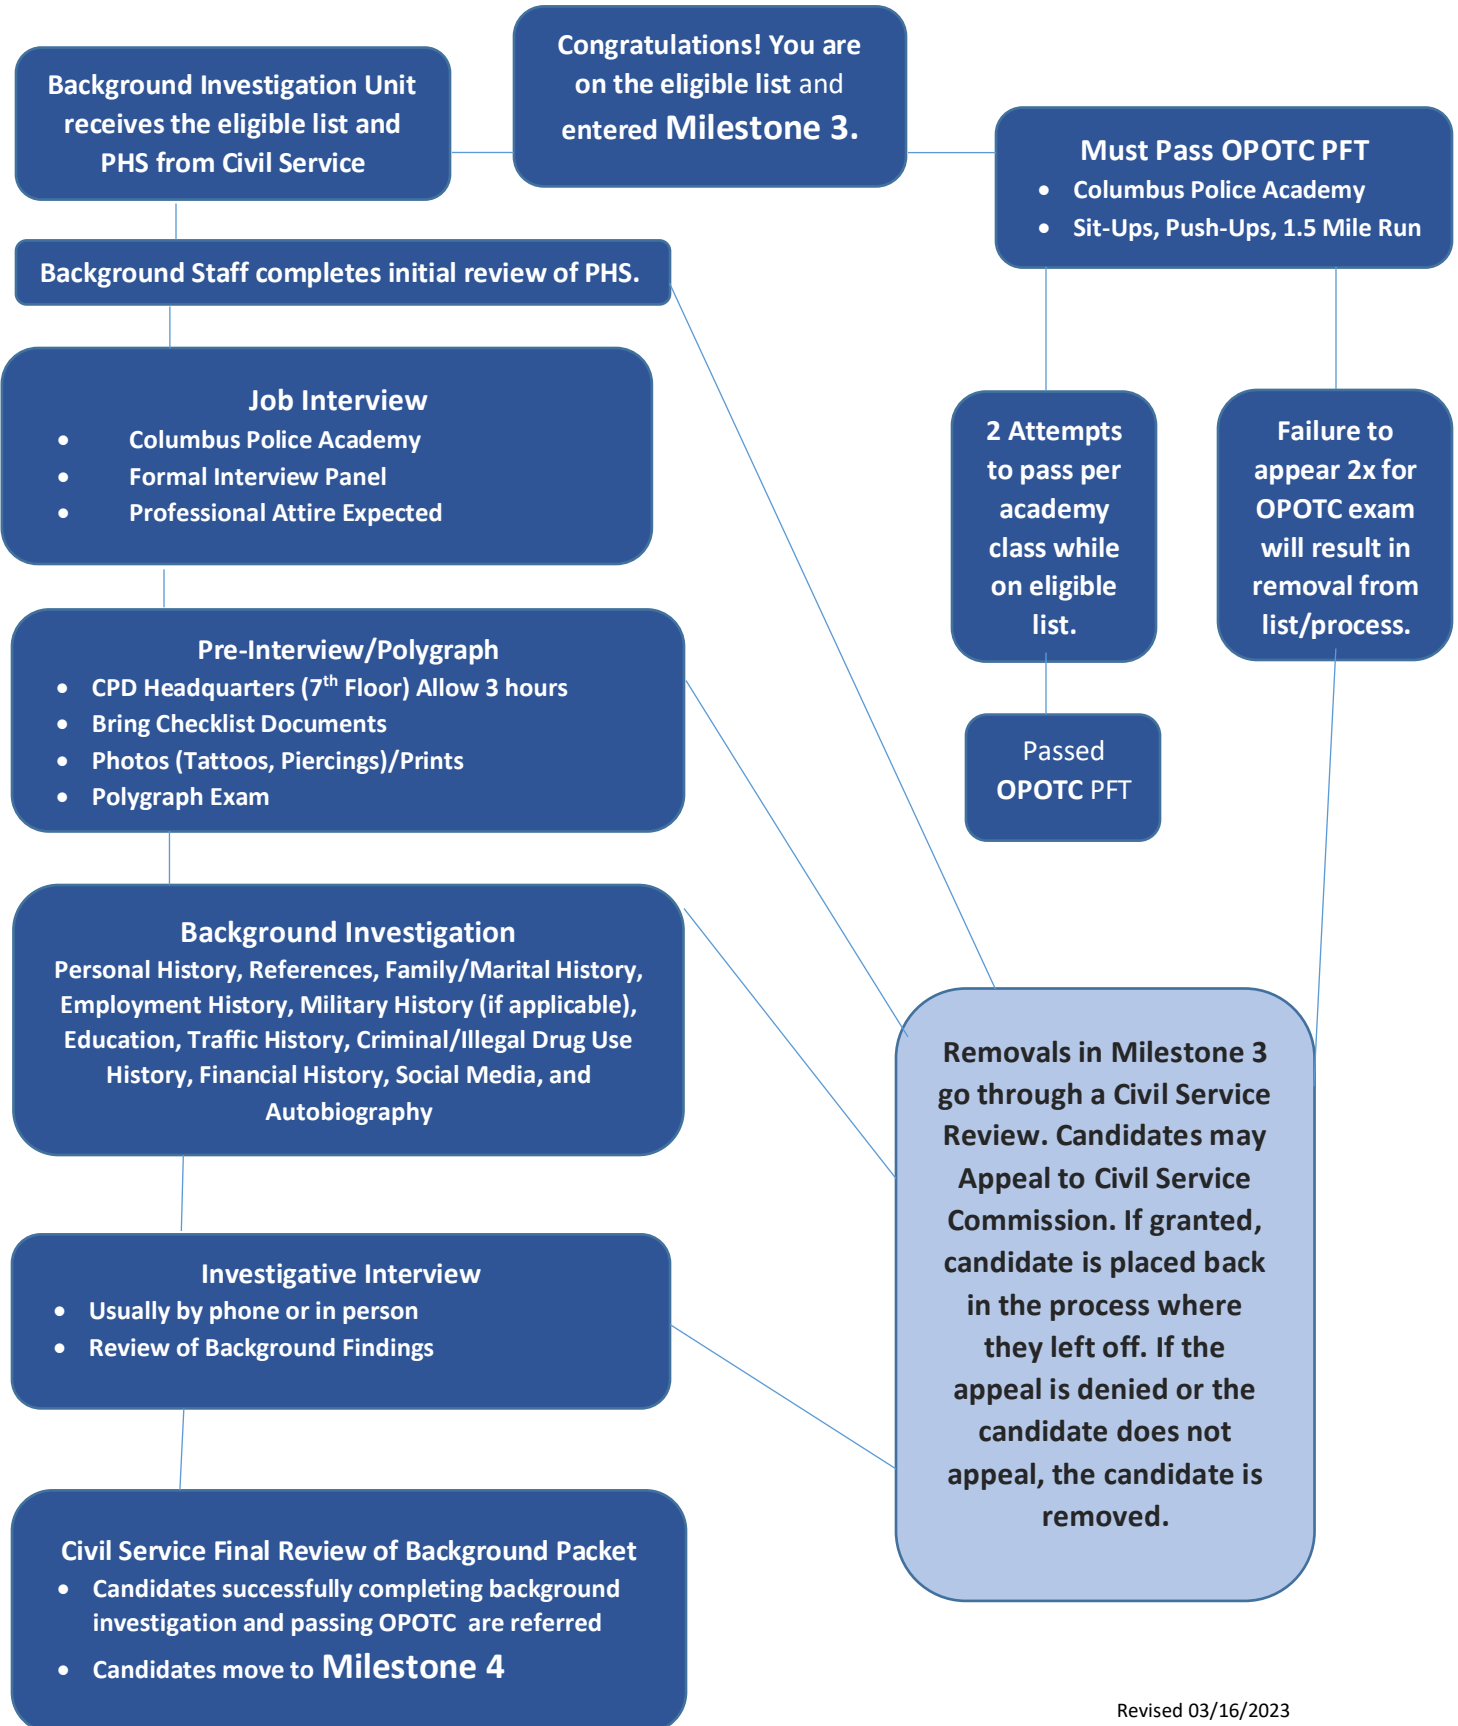 Congratulations! You are
on the eligible list and
entered Milestone 3.
Background Investigation Unit
receives the eligible list and
PHS from Civil Service
Must Pass OPOTC PFT
• Columbus Police Academy
• Sit-Ups, Push-Ups, 1.5 Mile Run
Background Staff completes initial review of PHS.
Job Interview
• Columbus Police Academy
• Formal Interview Panel
• Professional Attire Expected
2 Attempts
to pass per
academy
class while
on eligible
list.
Failure to
appear 2x for
OPOTC exam
will result in
removal from
list/process.
Pre-Interview/Polygraph
• CPD Headquarters (7th Floor) Allow 3 hours
• Bring Checklist Documents
• Photos (Tattoos, Piercings)/Prints
• Polygraph Exam
Passed
OPOTC PFT
Background Investigation
Personal History, References, Family/Marital History,
Employment History, Military History (if applicable),
Education, Traffic History, Criminal/Illegal Drug Use
History, Financial History, Social Media, and
Autobiography
Removals in Milestone 3
go through a Civil Service
Review. Candidates may
Appeal to Civil Service
Commission. If granted,
candidate is placed back
in the process where
they left off. If the
appeal is denied or the
candidate does not
appeal, the candidate is
removed.
Investigative Interview
• Usually by phone or in person
• Review of Background Findings
Civil Service Final Review of Background Packet
• Candidates successfully completing background
investigation and passing OPOTC are referred
• Candidates move to Milestone 4
Revised 03/16/2023